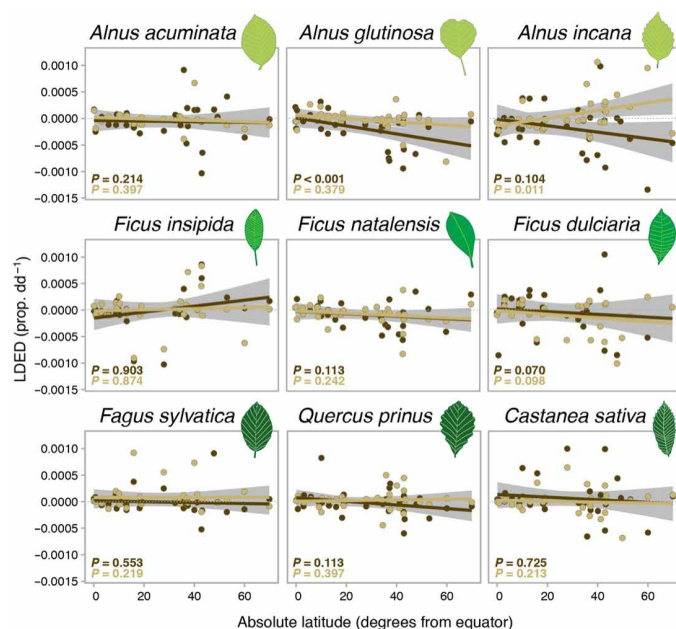 Alnus acuminata Alnus glutinosa Alnus incana
0.0010
0.0005
0.0000
−0.0005
−0.0010
−0.0015
P = 0.214 P < 0.001 P = 0.104
P = 0.397 P = 0.379 P = 0.011
Ficus insipida Ficus natalensis Ficus dulciaria
LDED (prop. dd⁻¹)
0.0010
0.0005
0.0000
−0.0005
−0.0010
−0.0015
P = 0.903 P = 0.113 P = 0.070
P = 0.874 P = 0.242 P = 0.098
Fagus sylvatica Quercus prinus Castanea sativa
0.0010
0.0005
0.0000
−0.0005
−0.0010
−0.0015
P = 0.553 P = 0.113 P = 0.725
P = 0.219 P = 0.397 P = 0.213
0 20 40 60 0 20 40 60 0 20 40 60
Absolute latitude (degrees from equator)